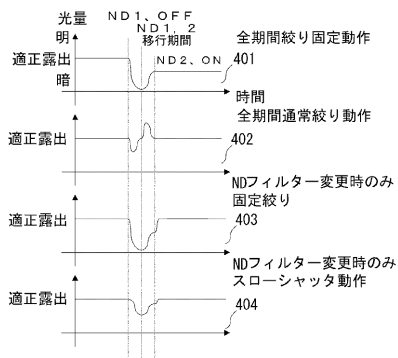 光量
ND1、OFF
ND1、2
移行期間
ND2、ON
明
適正露出
暗
全期間絞り固定動作
401
時間
全期間通常絞り動作
適正露出
402
NDフィルター変更時のみ
固定絞り
適正露出
403
NDフィルター変更時のみ
スローシャッタ動作
適正露出
404